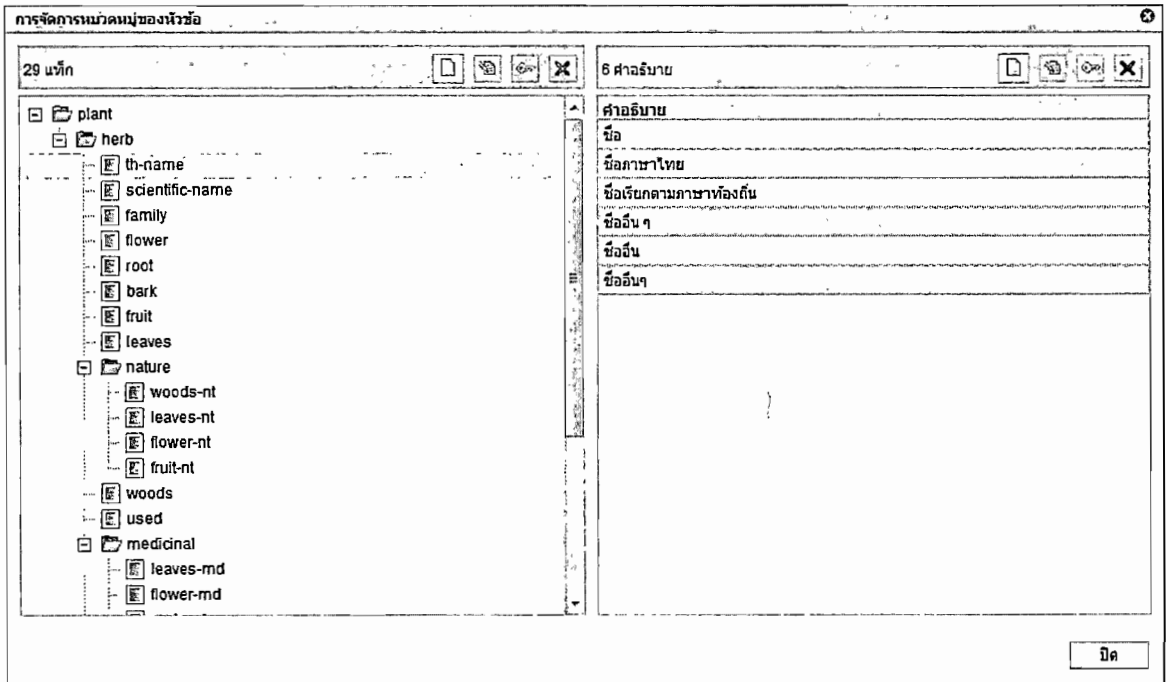 การจัดการหมวดหมู่ของหัวข้อ
29 แท็ก
plant
herb
th-name
scientific-name
family
flower
root
bark
fruit
leaves
nature
woods-nt
leaves-nt
flower-nt
fruit-nt
woods
used
medicinal
leaves-md
flower-md
6 คำอธิบาย
คำอธิบาย
ชื่อ
ชื่อภาษาไทย
ชื่อเรียกตามภาษาท้องถิ่น
ชื่ออื่น ๆ
ชื่ออื่น
ชื่ออื่นๆ
ปิด